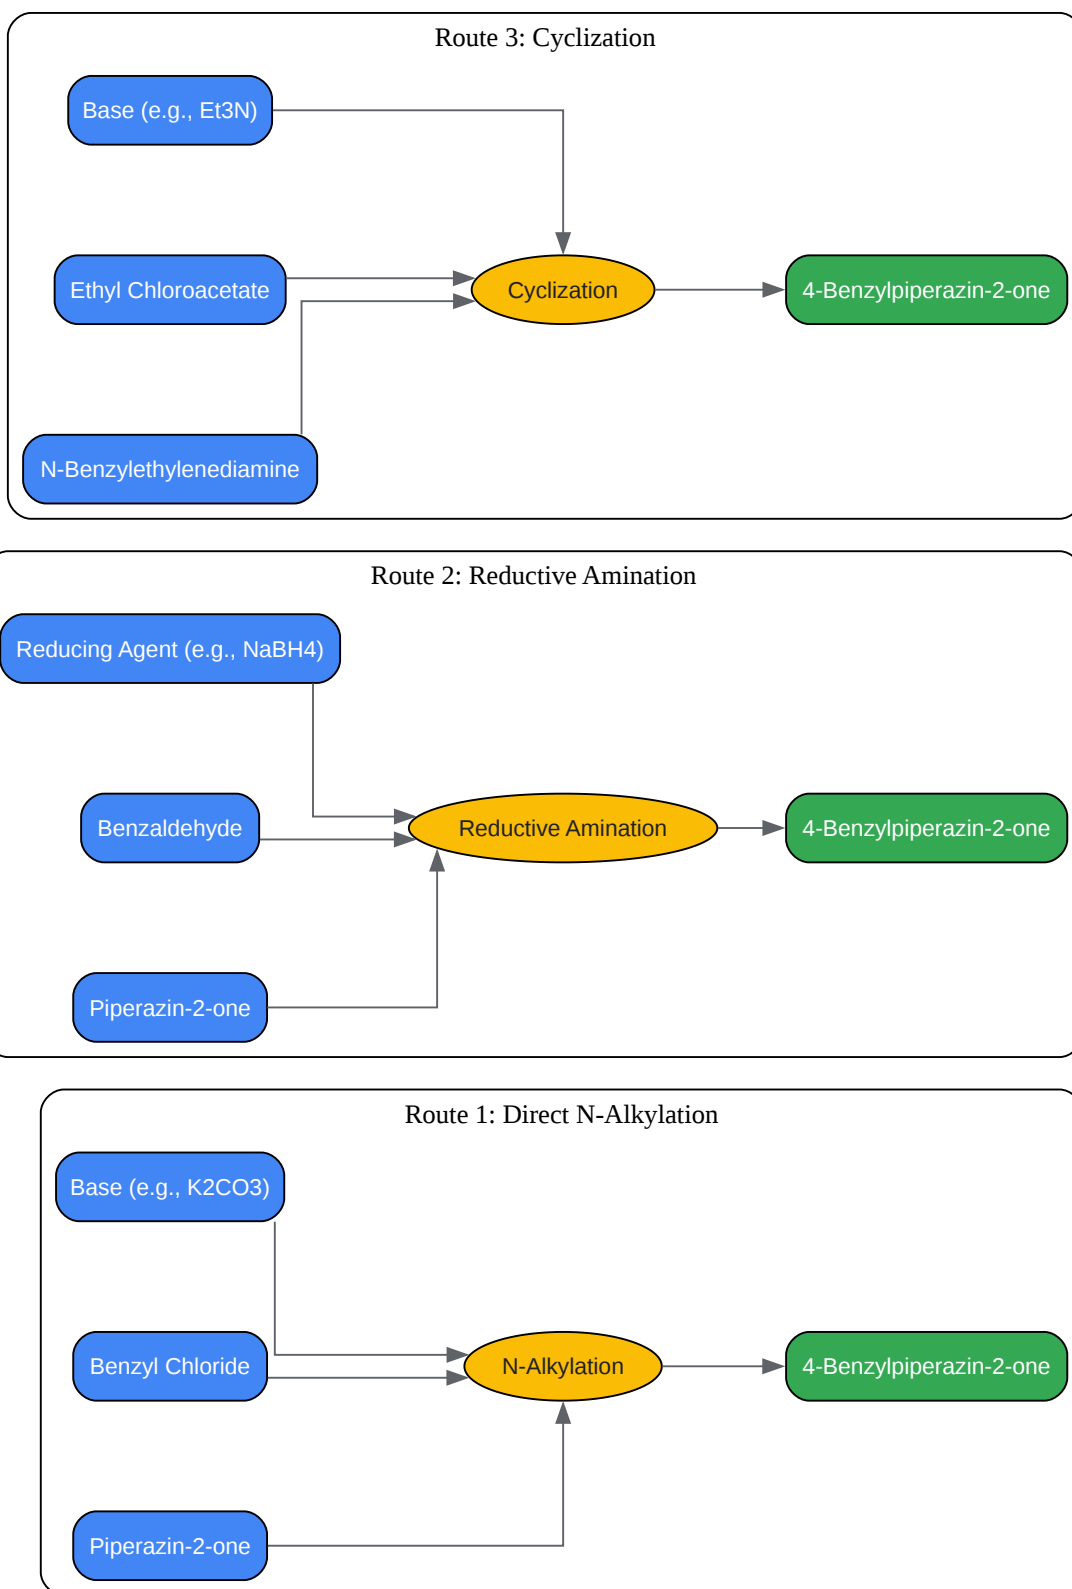 Route 3: Cyclization
Base (e.g., Et3N)
Ethyl Chloroacetate
Cyclization
4-Benzylpiperazin-2-one
N-Benzylethylenediamine
Route 2: Reductive Amination
Reducing Agent (e.g., NaBH4)
Benzaldehyde
Reductive Amination
4-Benzylpiperazin-2-one
Piperazin-2-one
Route 1: Direct N-Alkylation
Base (e.g., K2CO3)
Benzyl Chloride
N-Alkylation
4-Benzylpiperazin-2-one
Piperazin-2-one